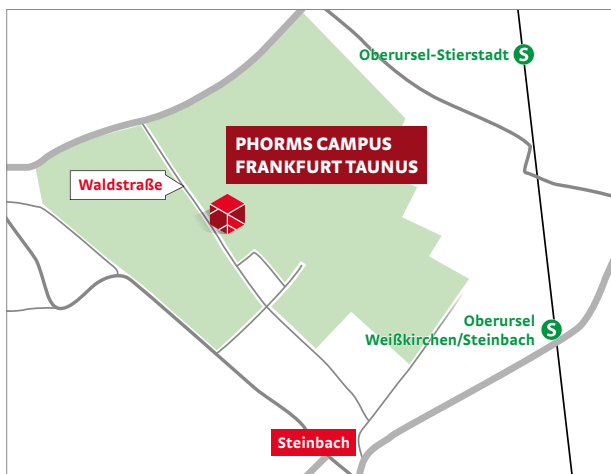 Oberursel-Stierstadt
S
PHORMS CAMPUS
FRANKFURT TAUNUS
Waldstraße
Oberursel
Weißkirchen/Steinbach
S
Steinbach